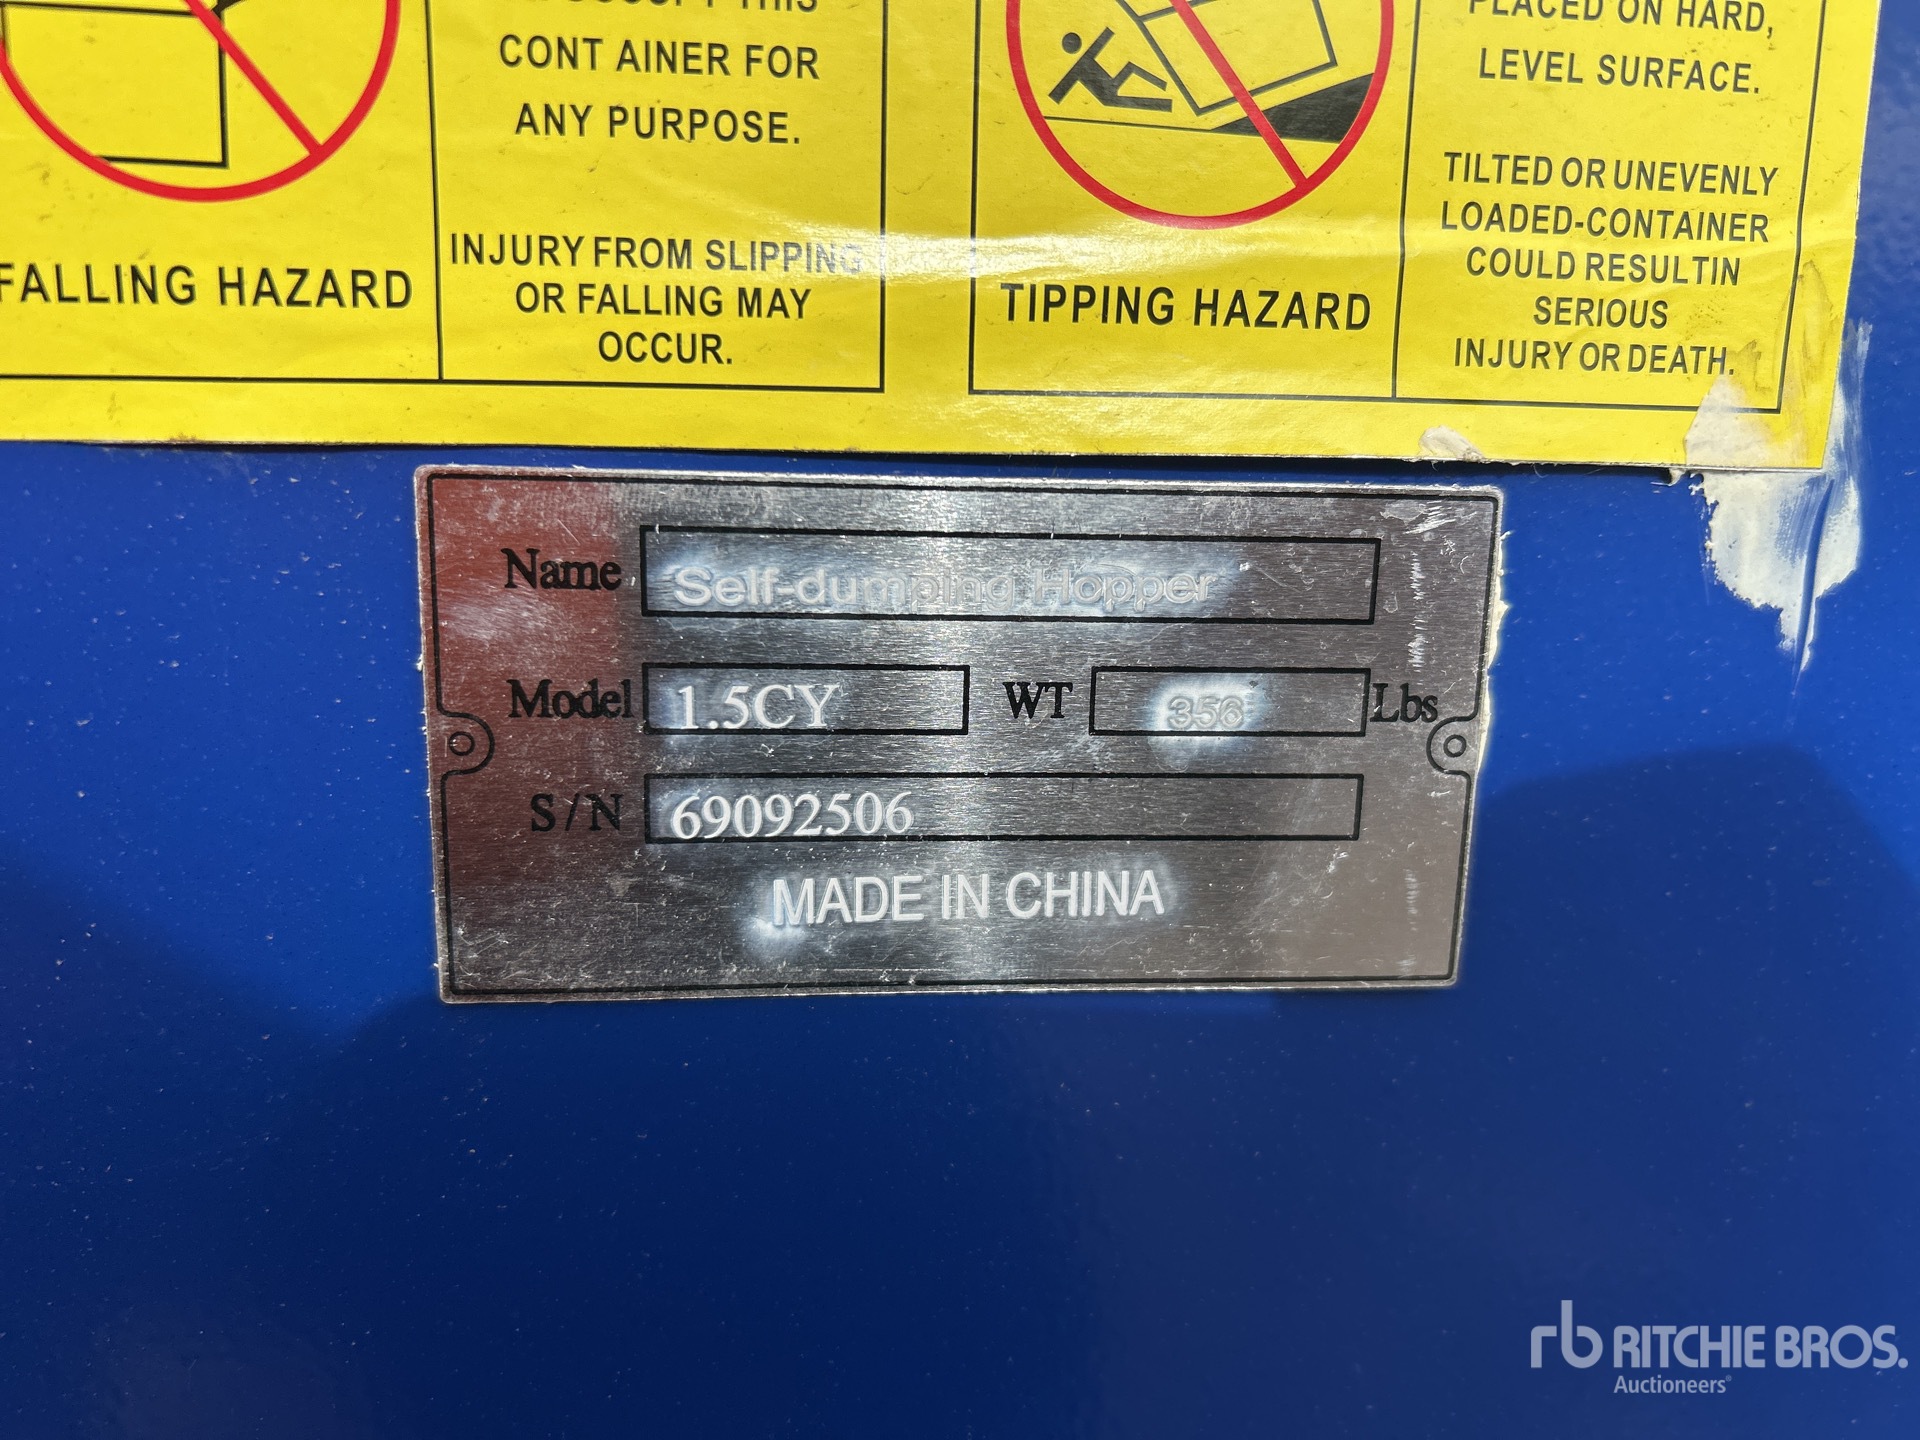 THIS
CONT AINER FOR
ANY PURPOSE.
INJURY FROM SLIPPING
OR FALLING MAY
OCCUR.
FALLING HAZARD
TIPPING HAZARD
PLACED ON HARD,
LEVEL SURFACE.
TILTED OR UNEVENLY
LOADED-CONTAINER
COULD RESULTIN
SERIOUS
INJURY OR DEATH.
Name Self-dumping Hopper
Model 1.5CY WT 356 Lbs
S/N 69092506
MADE IN CHINA
rb RITCHIE BROS.
Auctioneers